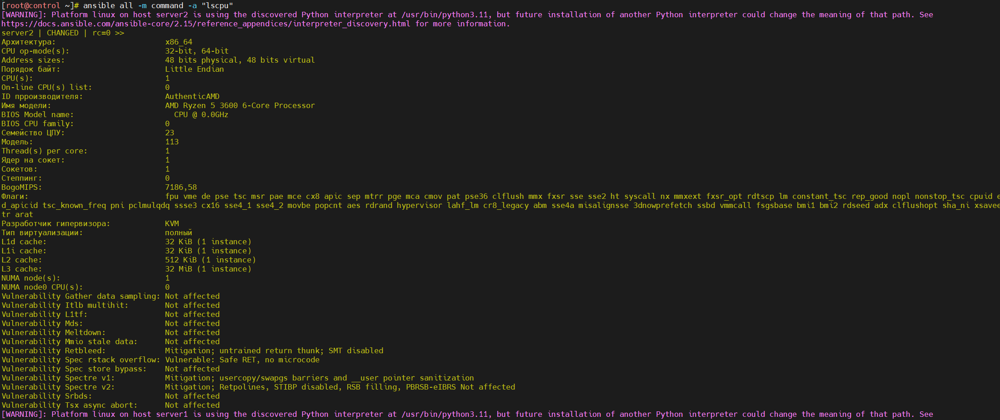 [root@control ~]# ansible all -m command -a "lscpu"
[WARNING]: Platform linux on host server2 is using the discovered Python interpreter at /usr/bin/python3.11, but future installation of another Python interpreter could change the meaning of that path. See
https://docs.ansible.com/ansible-core/2.15/reference_appendices/interpreter_discovery.html for more information.
server2 | CHANGED | rc=0 >>
Архитектура: x86_64
CPU op-mode(s): 32-bit, 64-bit
Address sizes: 48 bits physical, 48 bits virtual
Порядок байт: Little Endian
CPU(s): 1
On-line CPU(s) list: 0
ID прроизводителя: AuthenticAMD
Имя модели: AMD Ryzen 5 3600 6-Core Processor
BIOS Model name: CPU @ 0.0GHz
BIOS CPU family: 0
Семейство ЦПУ: 23
Модель: 113
Thread(s) per core: 1
Ядер на сокет: 1
Сокетов: 1
Степпинг: 0
BogoMIPS: 7186,58
Флаги: fpu vme de pse tsc msr pae mce cx8 apic sep mtrr pge mca cmov pat pse36 clflush mmx fxsr sse sse2 ht syscall nx mmxext fxsr_opt rdtscp lm constant_tsc rep_good nopl nonstop_tsc cpuid e
d_apicid tsc_known_freq pni pclmulqdq ssse3 cx16 sse4_1 sse4_2 movbe popcnt aes rdrand hypervisor lahf_lm cr8_legacy abm sse4a misalignsse 3dnowprefetch ssbd vmmcall fsgsbase bmi1 bmi2 rdseed adx clflushopt sha_ni xsavee
tr arat
Разработчик гипервизора: KVM
Тип виртуализации: полный
L1d cache: 32 KiB (1 instance)
L1i cache: 32 KiB (1 instance)
L2 cache: 512 KiB (1 instance)
L3 cache: 32 MiB (1 instance)
NUMA node(s): 1
NUMA node0 CPU(s): 0
Vulnerability Gather data sampling: Not affected
Vulnerability Itlb multihit: Not affected
Vulnerability L1tf: Not affected
Vulnerability Mds: Not affected
Vulnerability Meltdown: Not affected
Vulnerability Mmio stale data: Not affected
Vulnerability Retbleed: Mitigation; untrained return thunk; SMT disabled
Vulnerability Spec rstack overflow: Vulnerable: Safe RET, no microcode
Vulnerability Spec store bypass: Not affected
Vulnerability Spectre v1: Mitigation; usercopy/swapgs barriers and __user pointer sanitization
Vulnerability Spectre v2: Mitigation; Retpolines, STIBP disabled, RSB filling, PBRSB-eIBRS Not affected
Vulnerability Srbds: Not affected
Vulnerability Tsx async abort: Not affected
[WARNING]: Platform linux on host server1 is using the discovered Python interpreter at /usr/bin/python3.11, but future installation of another Python interpreter could change the meaning of that path. See